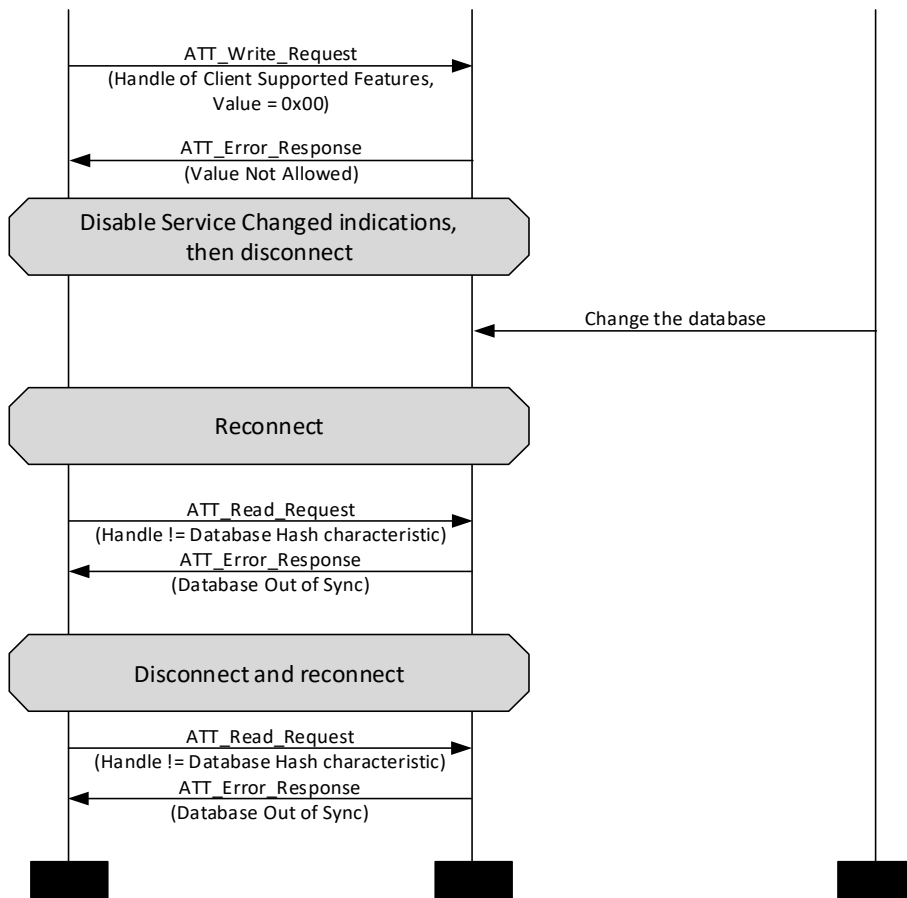 ATT_Write_Request
(Handle of Client Supported Features,
Value = 0x00)
ATT_Error_Response
(Value Not Allowed)
Disable Service Changed indications,
then disconnect
Change the database
Reconnect
ATT_Read_Request
(Handle != Database Hash characteristic)
ATT_Error_Response
(Database Out of Sync)
Disconnect and reconnect
ATT_Read_Request
(Handle != Database Hash characteristic)
ATT_Error_Response
(Database Out of Sync)